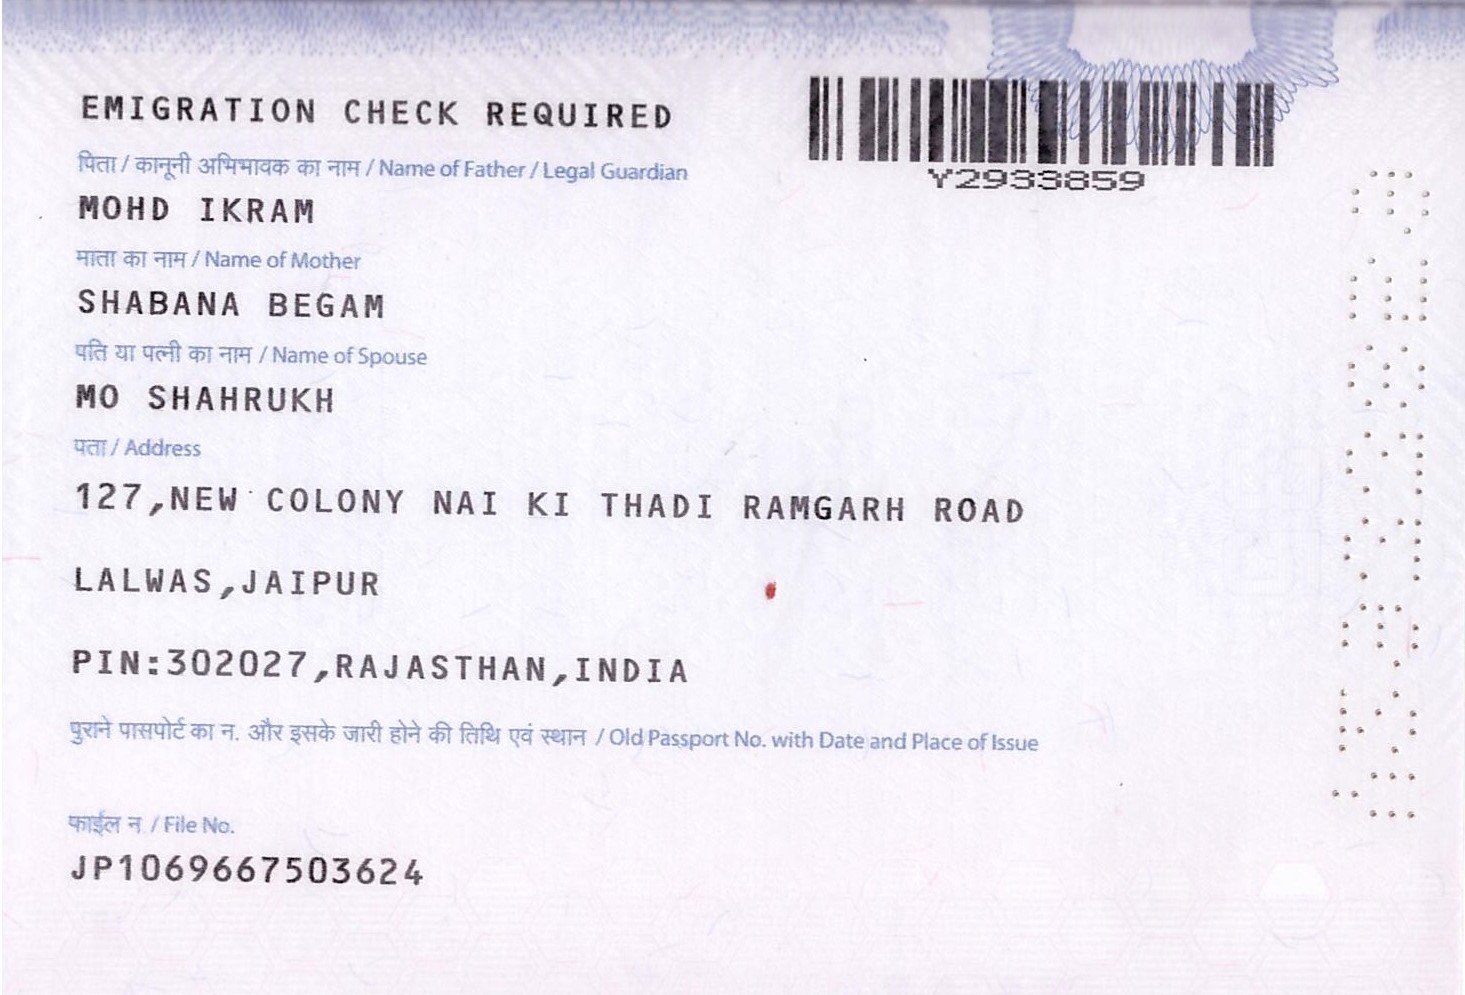 EMIGRATION CHECK REQUIRED
Y2933859
पिता / कानूनी अभिभावक का नाम / Name of Father / Legal Guardian
MOHD IKRAM
माता का नाम / Name of Mother
SHABANA BEGAM
पति या पत्नी का नाम / Name of Spouse
MO SHAHRUKH
पता / Address
127,NEW COLONY NAI KI THADI RAMGARH ROAD
LALWAS,JAIPUR
PIN:302027,RAJASTHAN,INDIA
पुराने पासपोर्ट का न. और इसके जारी होने की तिथि एवं स्थान / Old Passport No. with Date and Place of Issue
फाईल न / File No.
JP1069667503624